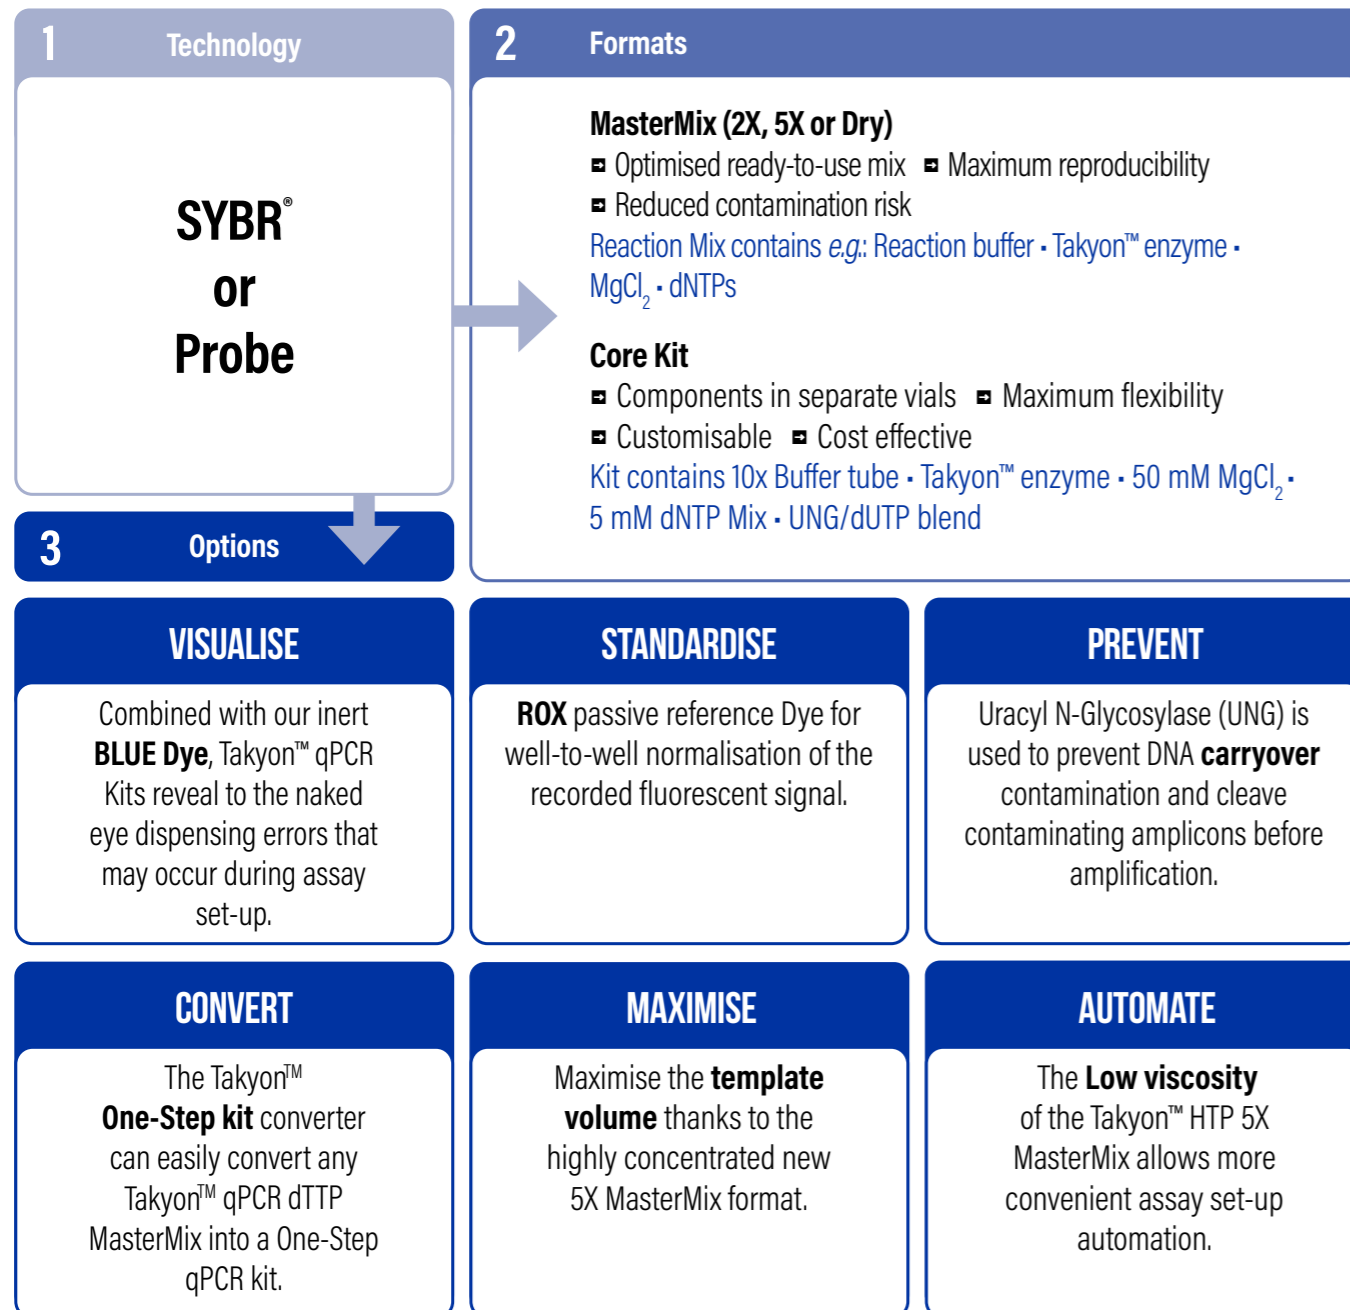 1 Technology
SYBR®
or
Probe
2 Formats
MasterMix (2X, 5X or Dry)
Optimised ready-to-use mix Maximum reproducibility
Reduced contamination risk
Reaction Mix contains e.g.: Reaction buffer • Takyon™ enzyme •
MgCl₂ • dNTPs
Core Kit
Components in separate vials Maximum flexibility
Customisable Cost effective
Kit contains 10x Buffer tube • Takyon™ enzyme • 50 mM MgCl₂ •
5 mM dNTP Mix • UNG/dUTP blend
3 Options
VISUALISE
Combined with our inert
BLUE Dye, Takyon™ qPCR
Kits reveal to the naked
eye dispensing errors that
may occur during assay
set-up.
STANDARDISE
ROX passive reference Dye for
well-to-well normalisation of the
recorded fluorescent signal.
PREVENT
Uracyl N-Glycosylase (UNG) is
used to prevent DNA carryover
contamination and cleave
contaminating amplicons before
amplification.
CONVERT
The Takyon™
One-Step kit converter
can easily convert any
Takyon™ qPCR dTTP
MasterMix into a One-Step
qPCR kit.
MAXIMISE
Maximise the template
volume thanks to the
highly concentrated new
5X MasterMix format.
AUTOMATE
The Low viscosity
of the Takyon™ HTP 5X
MasterMix allows more
convenient assay set-up
automation.